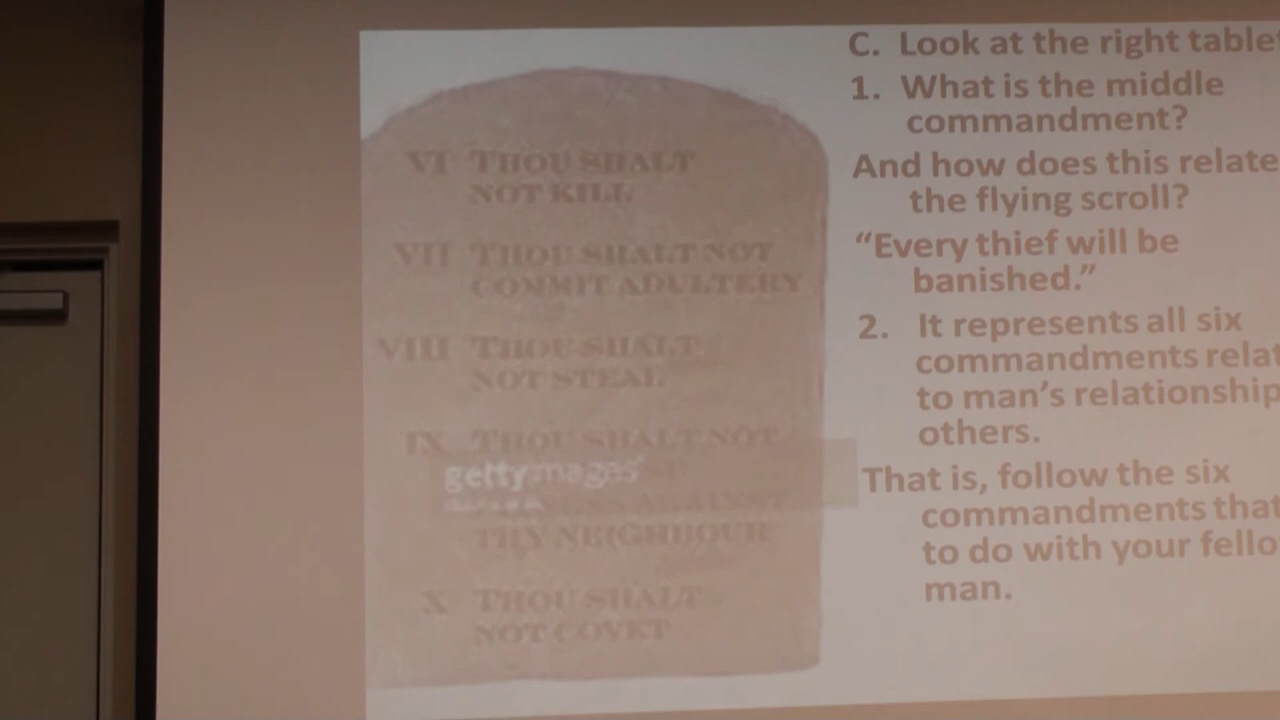 VI THOU SHALT
NOT KILL
VII THOU SHALT NOT
COMMIT ADULTERY
VIII THOU SHALT
NOT STEAL
IX THOU SHALT NOT
gettyimages
AGAINST
THY NEIGHBOUR
X THOU SHALT
NOT COVET
C. Look at the right tablet
1. What is the middle
commandment?
And how does this relate
the flying scroll?
“Every thief will be
banished.”
2. It represents all six
commandments relat
to man’s relationship
others.
That is, follow the six
commandments that
to do with your fello
man.